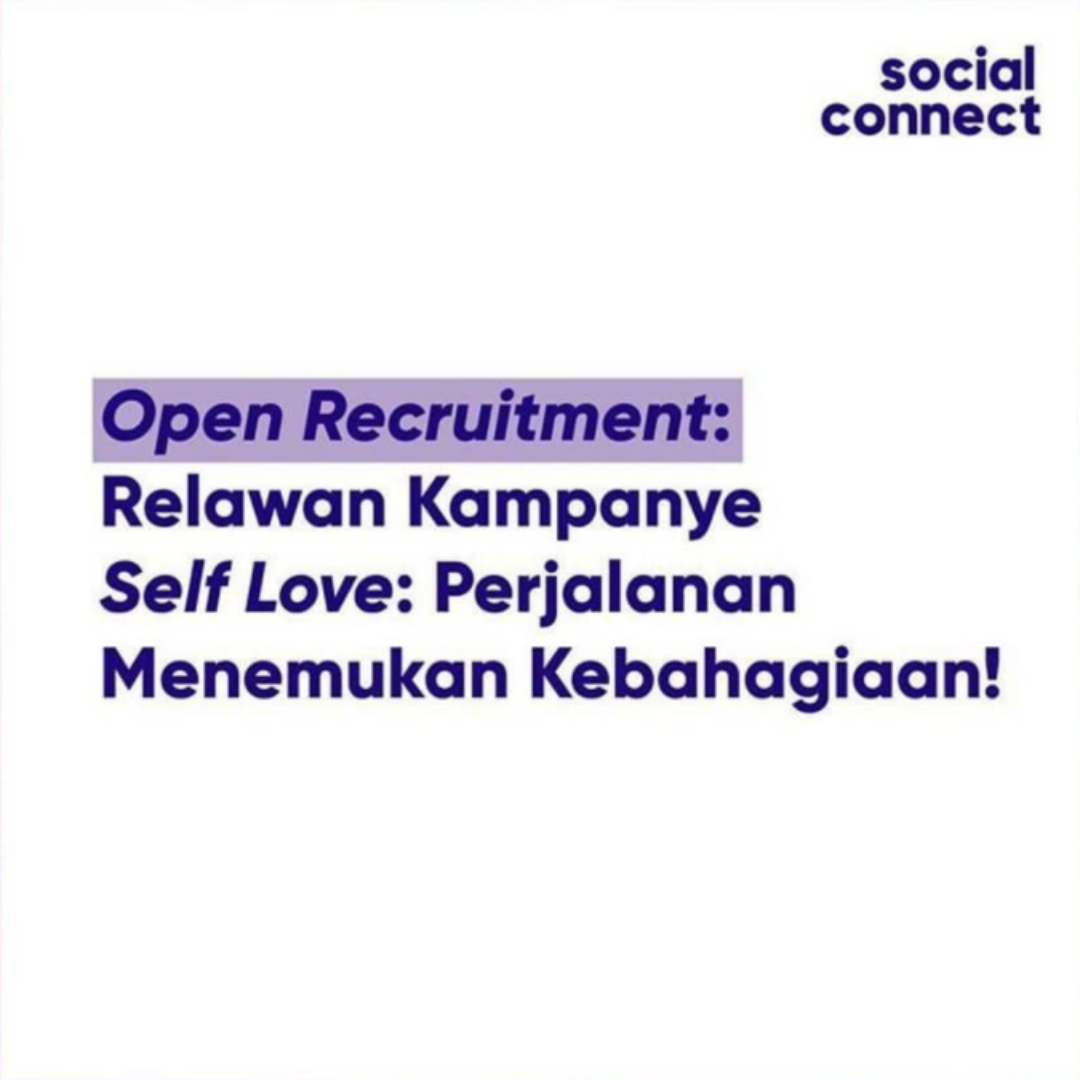 social
connect
Open Recruitment:
Relawan Kampanye
Self Love: Perjalanan
Menemukan Kebahagiaan!